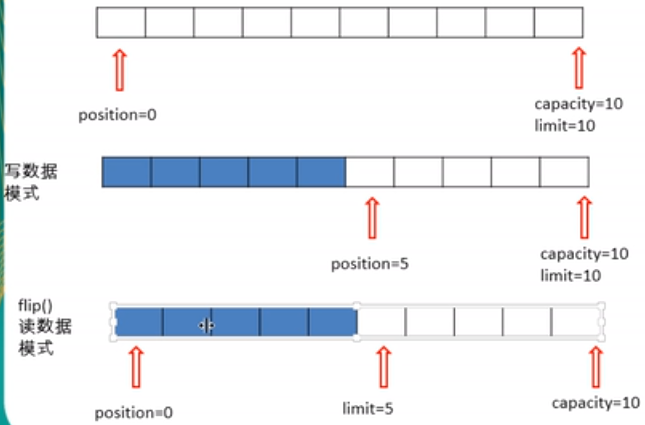 position=0
capacity=10
limit=10
写数据
模式
position=5
capacity=10
limit=10
flip()
读数据
模式
position=0
limit=5
capacity=10